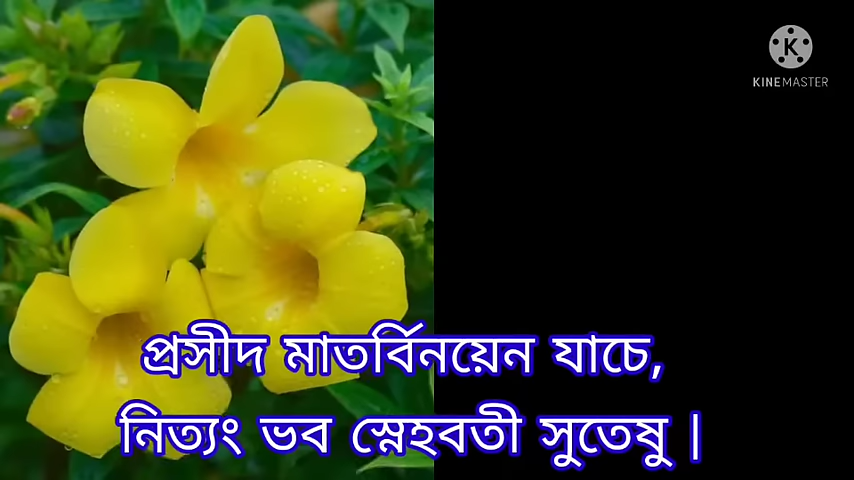 KINEMASTER
প্রসীদ মাতর্বিনয়েন যাচে,
নিত্যং ভব স্নেহবতী সুতেষু |